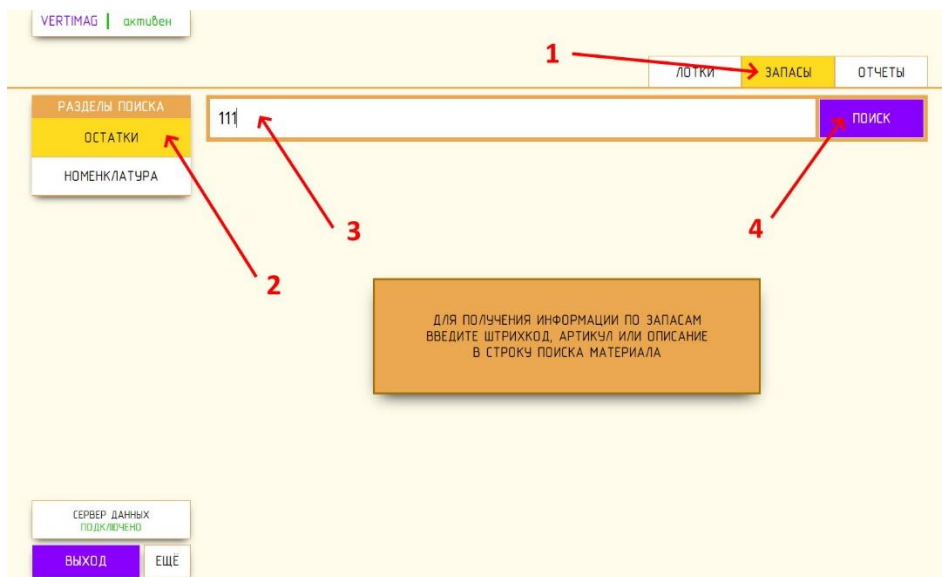 VERTIMAG | активен
1
ЛОТКИ ЗАПАСЫ ОТЧЕТЫ
РАЗДЕЛЫ ПОИСКА
111 ПОИСК
ОСТАТКИ
НОМЕНКЛАТУРА
3
4
2
ДЛЯ ПОЛУЧЕНИЯ ИНФОРМАЦИИ ПО ЗАПАСАМ
ВВЕДИТЕ ШТРИХКОД, АРТИКУЛ ИЛИ ОПИСАНИЕ
В СТРОКУ ПОИСКА МАТЕРИАЛА
СЕРВЕР ДАННЫХ
ПОДКЛЮЧЕНО
ВЫХОД ЕЩЁ